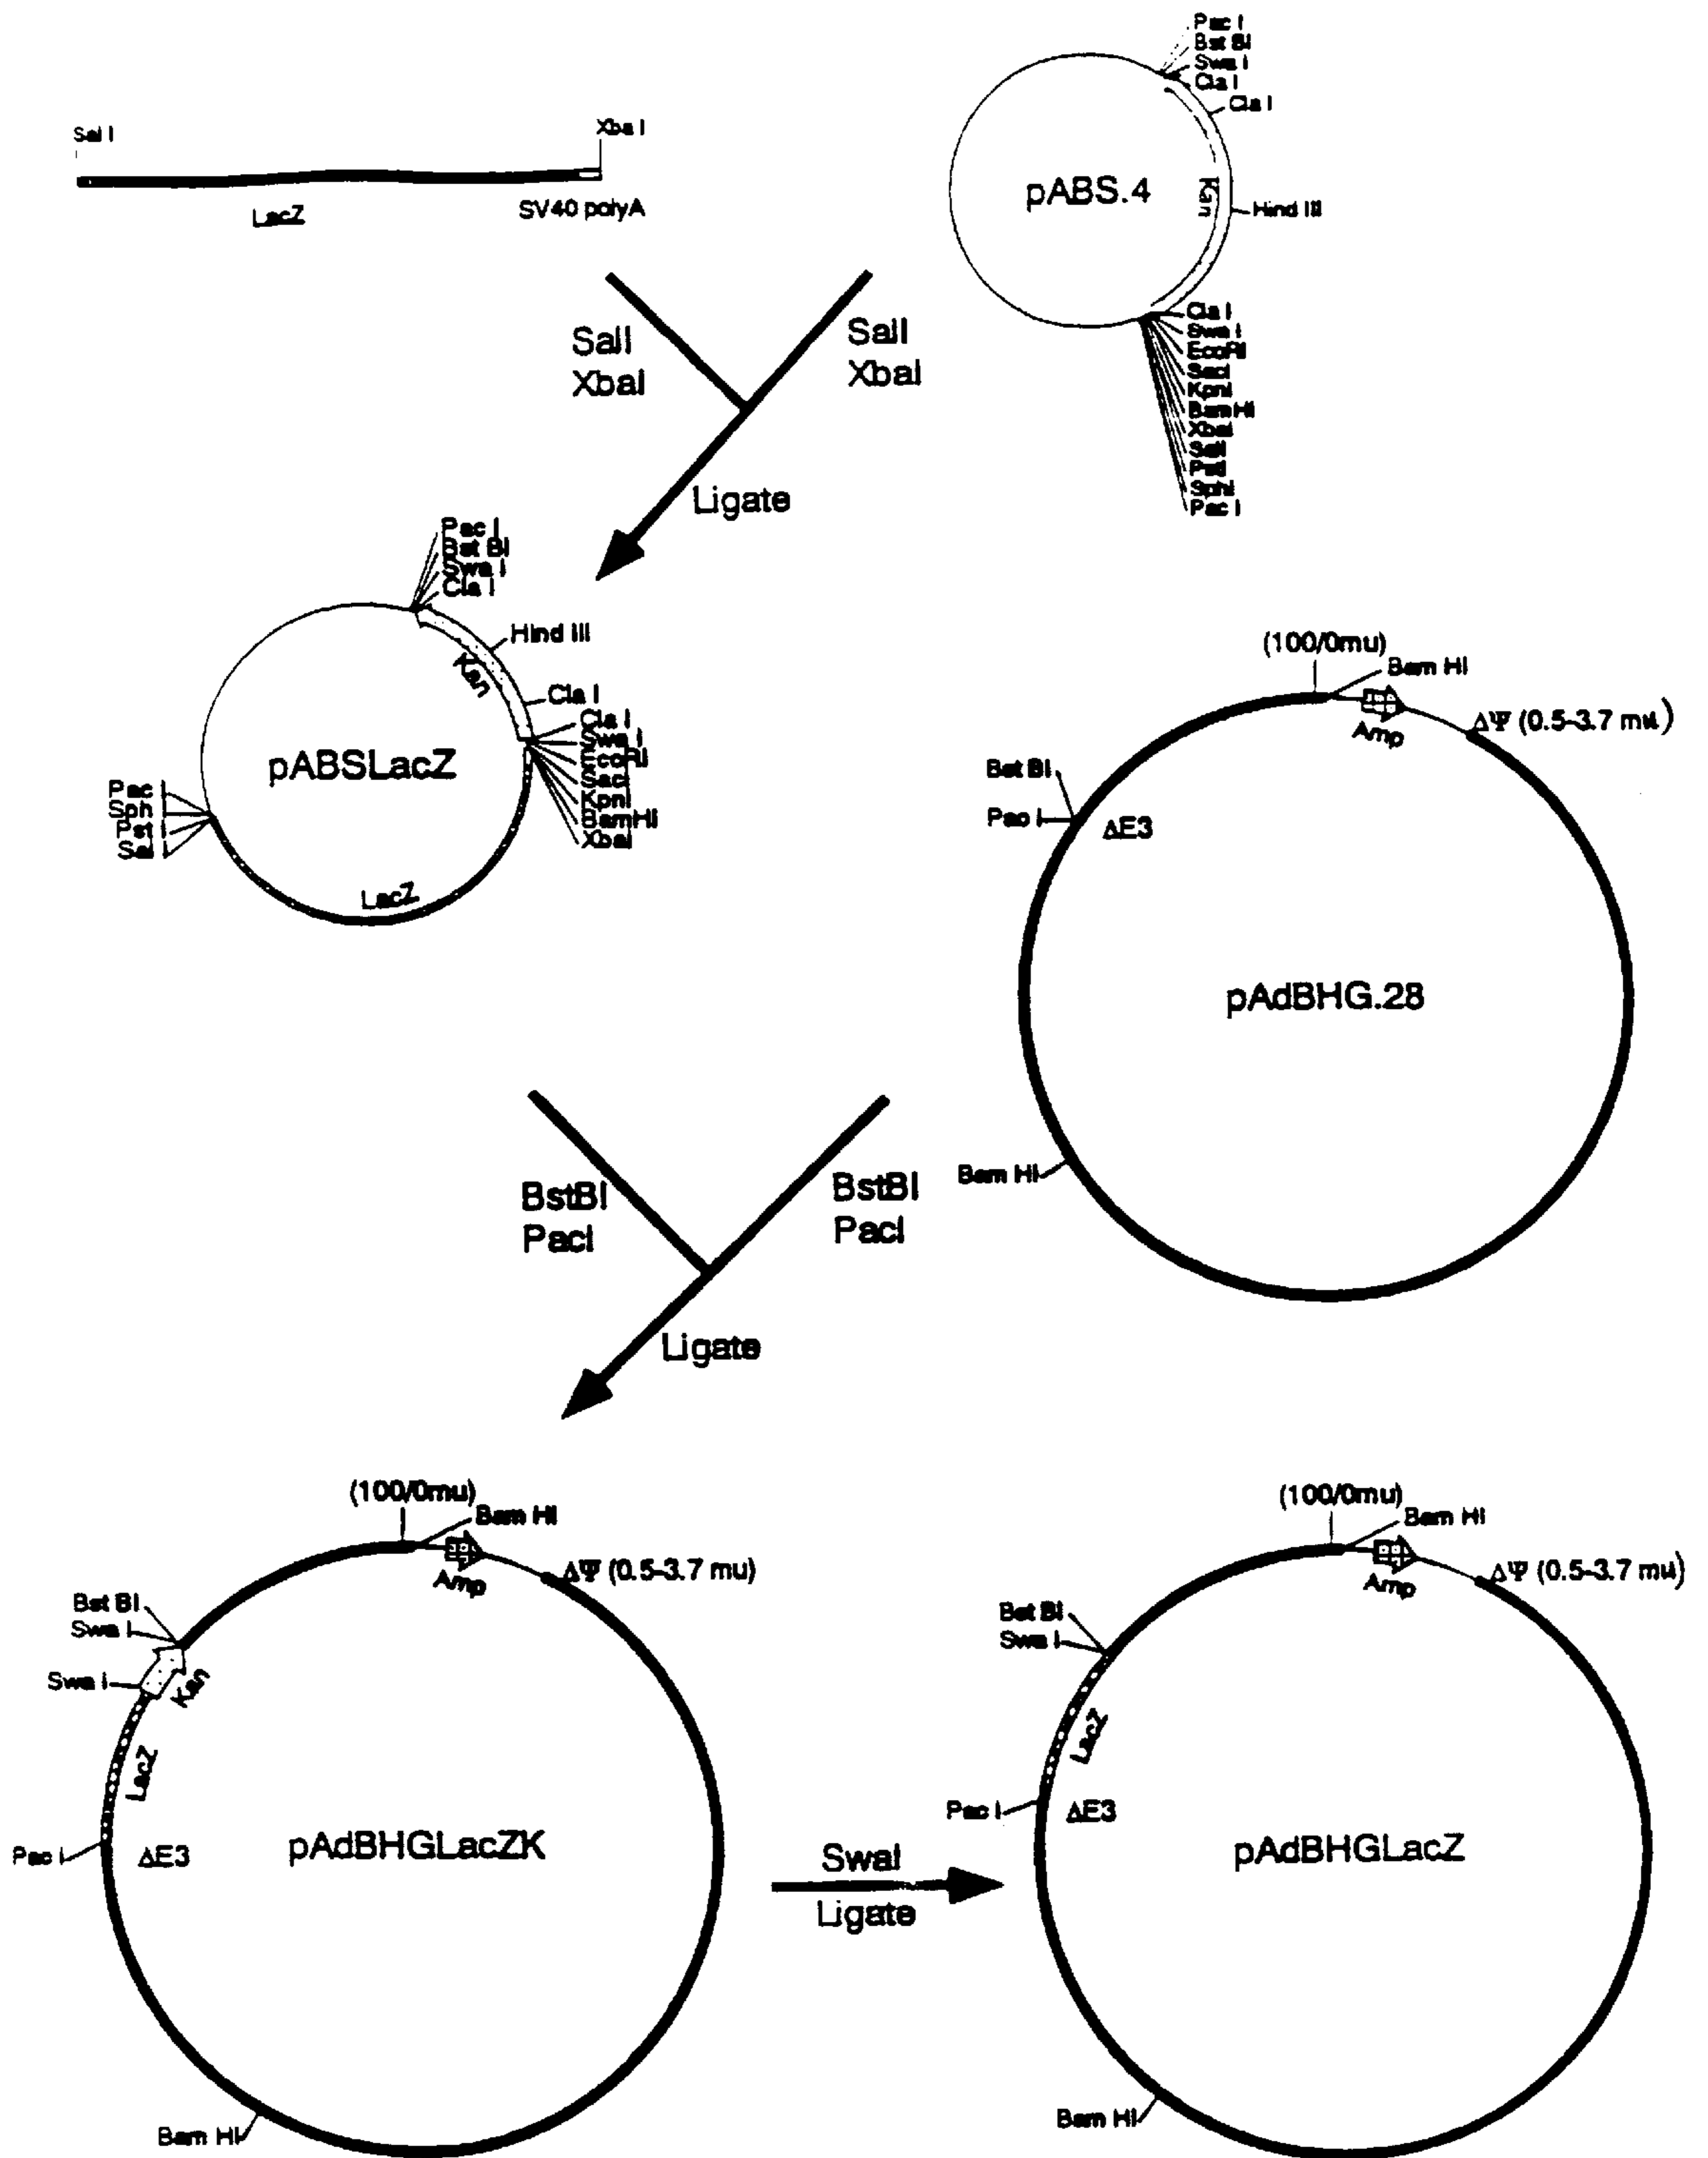 Sal I
Xba I
LacZ
SV40 polyA
Pac I
Bst BI
Swa I
Cla I
Cla I
pABS.4
Kan
Hind III
Cla I
Swa I
EcoRI
SacI
KpnI
BamHI
XbaI
SalI
PstI
SphI
Pac I
SalI
XbaI
SalI
XbaI
Ligate
Pac I
Bst BI
Swa I
Cla I
Hind III
Kan
Cla I
Cla I
Swa I
EcoRI
SacI
KpnI
BamHI
XbaI
pABSLacZ
Pac I
Sph I
Pst I
Sal I
LacZ
(100/0mu)
Bam HI
Amp
ΔΨ (0.5-3.7 mu)
Bst BI
Pac I
ΔE3
pAdBHG.28
Bam HI
BstBI
PacI
BstBI
PacI
Ligate
(100/0mu)
Bam HI
Amp
ΔΨ (0.5-3.7 mu)
Bst BI
Swa I
Swa I
Kan
LacZ
Pac I
ΔE3
pAdBHGLacZK
Bam HI
SwaI
Ligate
(100/0mu)
Bam HI
Amp
ΔΨ (0.5-3.7 mu)
Bst BI
Swa I
LacZ
Pac I
ΔE3
pAdBHGLacZ
Bam HI